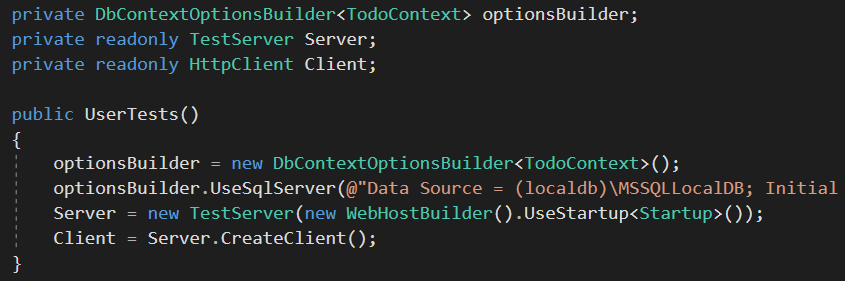 private DbContextOptionsBuilder<TodoContext> optionsBuilder;
private readonly TestServer Server;
private readonly HttpClient Client;
public UserTests()
{
optionsBuilder = new DbContextOptionsBuilder<TodoContext>();
optionsBuilder.UseSqlServer(@"Data Source = (localdb)\MSSQLLocalDB; Initial
Server = new TestServer(new WebHostBuilder().UseStartup<Startup>());
Client = Server.CreateClient();
}